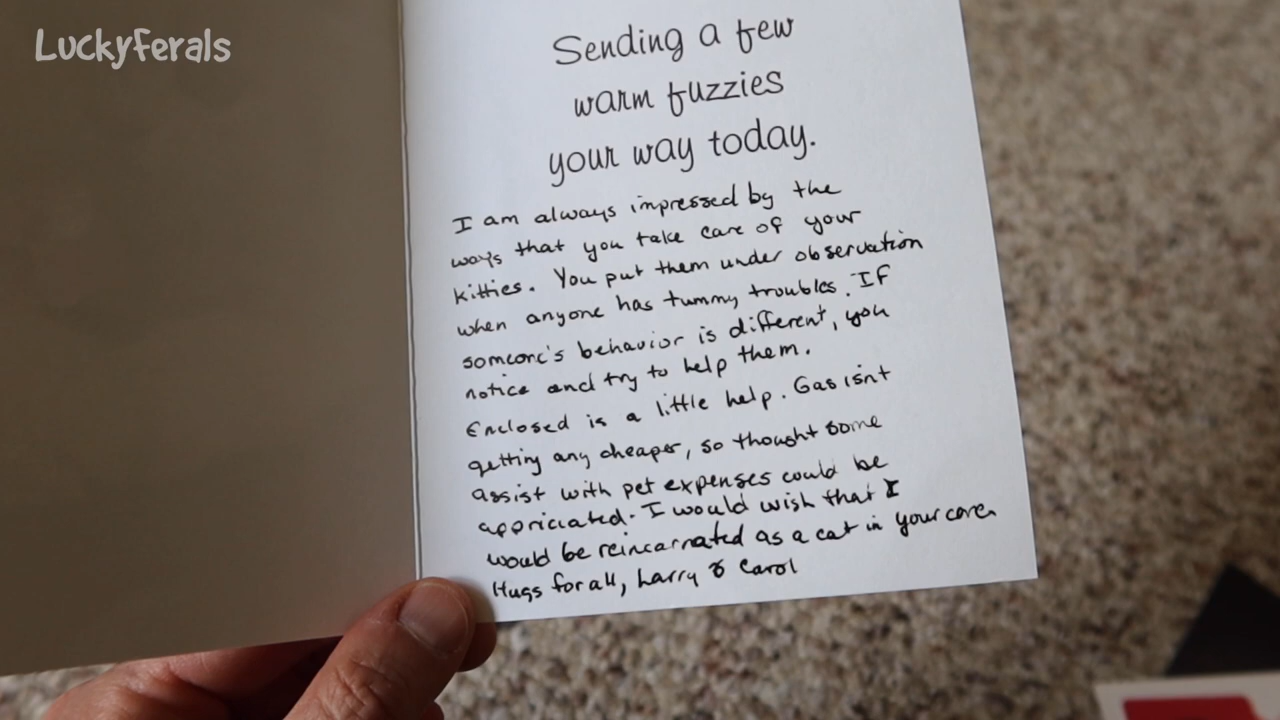 LuckyFerals
Sending a few
warm fuzzies
your way today.
I am always impressed by the
ways that you take care of your
kitties. You put them under observation
when anyone has tummy troubles. If
someone's behavior is different, you
notice and try to help them.
Enclosed is a little help. Gas isn't
getting any cheaper, so thought some
assist with pet expenses could be
appriciated. I would wish that I
would be reincarnated as a cat in your care.
Hugs for all, Larry & Carol